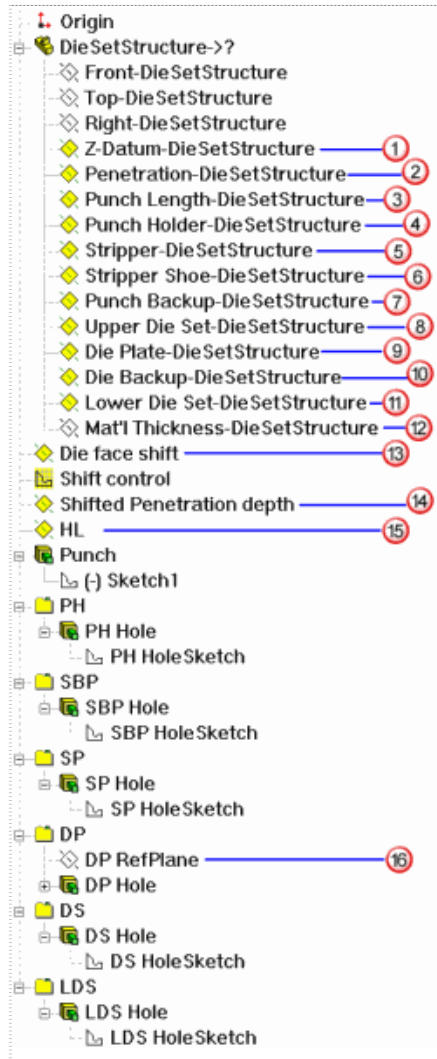 Origin
DieSetStructure->?
Front-DieSetStructure
Top-DieSetStructure
Right-DieSetStructure
Z-Datum-DieSetStructure 1
Penetration-DieSetStructure 2
Punch Length-DieSetStructure 3
Punch Holder-DieSetStructure 4
Stripper-DieSetStructure 5
Stripper Shoe-DieSetStructure 6
Punch Backup-DieSetStructure 7
Upper Die Set-DieSetStructure 8
Die Plate-DieSetStructure 9
Die Backup-DieSetStructure 10
Lower Die Set-DieSetStructure 11
Mat'l Thickness-DieSetStructure 12
Die face shift 13
Shift control
Shifted Penetration depth 14
HL 15
Punch
(-) Sketch1
PH
PH Hole
PH HoleSketch
SBP
SBP Hole
SBP HoleSketch
SP
SP Hole
SP HoleSketch
DP
DP RefPlane 16
DP Hole
DS
DS Hole
DS HoleSketch
LDS
LDS Hole
LDS HoleSketch